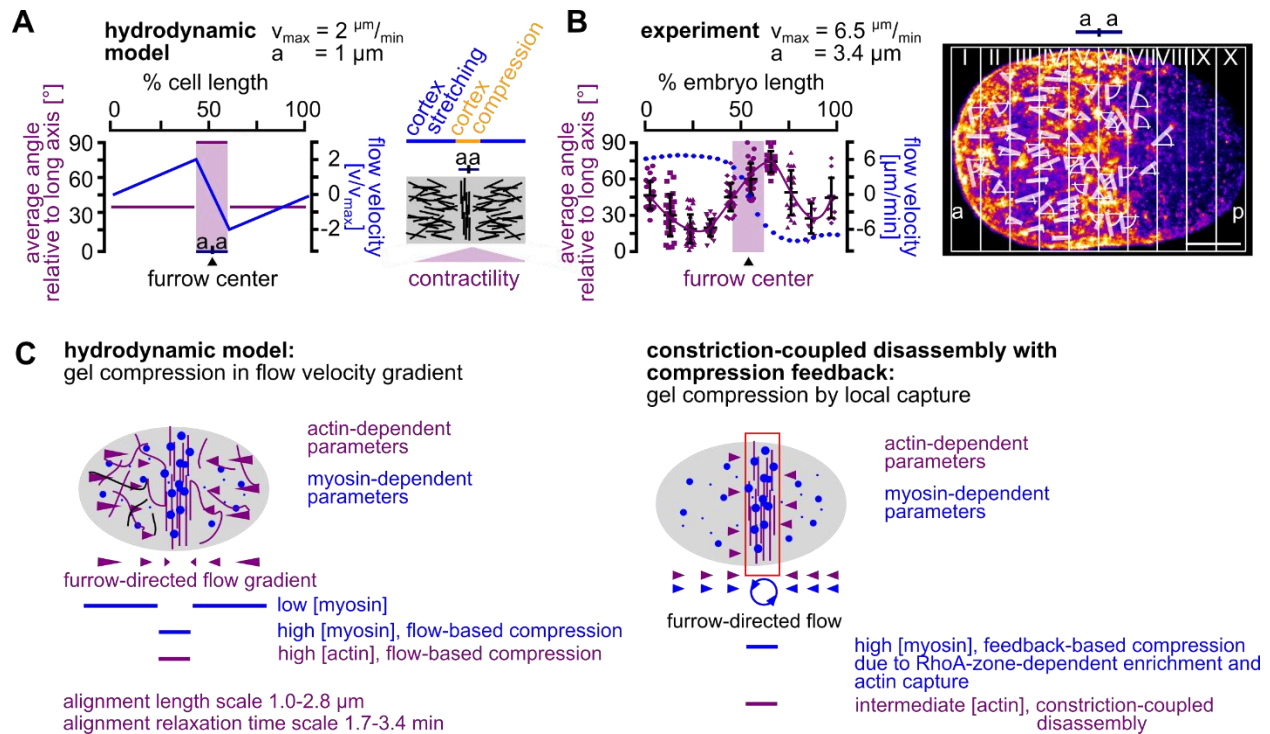 A
hydrodynamic model
v_max = 2 µm/min
a = 1 µm
% cell length
0 50 100
average angle
relative to long axis [°]
90
60
30
0
2
0
-2
flow velocity
[v/v_max]
a a
furrow center
cortex
stretching
cortex
compression
aa
contractility
B
experiment
v_max = 6.5 µm/min
a = 3.4 µm
% embryo length
0 50 100
average angle
relative to long axis [°]
90
60
30
0
6
0
-6
flow velocity
[µm/min]
furrow center
a a
I II III IV V VI VII VIII IX X
a
p
C
hydrodynamic model:
gel compression in flow velocity gradient
actin-dependent
parameters
myosin-dependent
parameters
furrow-directed flow gradient
low [myosin]
high [myosin], flow-based compression
high [actin], flow-based compression
alignment length scale 1.0-2.8 µm
alignment relaxation time scale 1.7-3.4 min
constriction-coupled disassembly with
compression feedback:
gel compression by local capture
actin-dependent
parameters
myosin-dependent
parameters
furrow-directed flow
high [myosin], feedback-based compression
due to RhoA-zone-dependent enrichment and
actin capture
intermediate [actin], constriction-coupled
disassembly